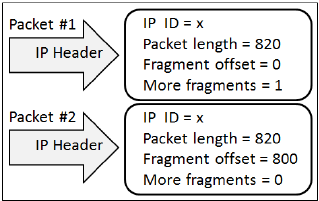 Packet #1
IP Header
IP ID = x
Packet length = 820
Fragment offset = 0
More fragments = 1
Packet #2
IP Header
IP ID = x
Packet length = 820
Fragment offset = 800
More fragments = 0